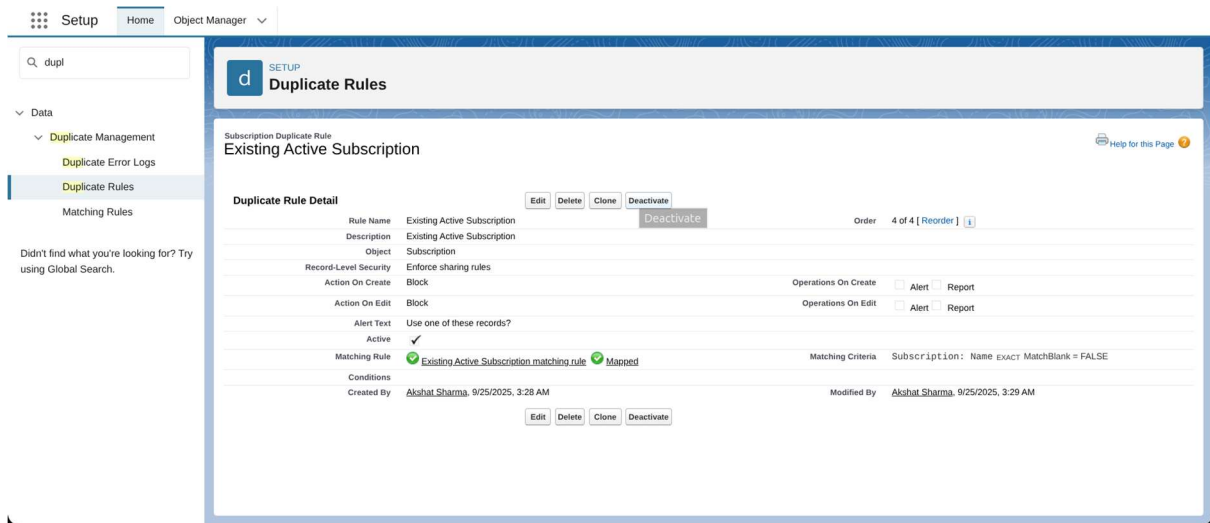 Setup Home Object Manager
dupl
Data
Duplicate Management
Duplicate Error Logs
Duplicate Rules
Matching Rules
Didn't find what you're looking for? Try
using Global Search.
d
SETUP
Duplicate Rules
Subscription Duplicate Rule
Existing Active Subscription
Help for this Page ?
Duplicate Rule Detail Edit Delete Clone Deactivate
Deactivate
Rule Name Existing Active Subscription Order 4 of 4 [ Reorder ] i
Description Existing Active Subscription
Object Subscription
Record-Level Security Enforce sharing rules
Action On Create Block Operations On Create Alert Report
Action On Edit Block Operations On Edit Alert Report
Alert Text Use one of these records?
Active ✓
Matching Rule Existing Active Subscription matching rule Mapped Matching Criteria Subscription: Name EXACT MatchBlank = FALSE
Conditions
Created By Akshat Sharma, 9/25/2025, 3:28 AM Modified By Akshat Sharma, 9/25/2025, 3:29 AM
Edit Delete Clone Deactivate